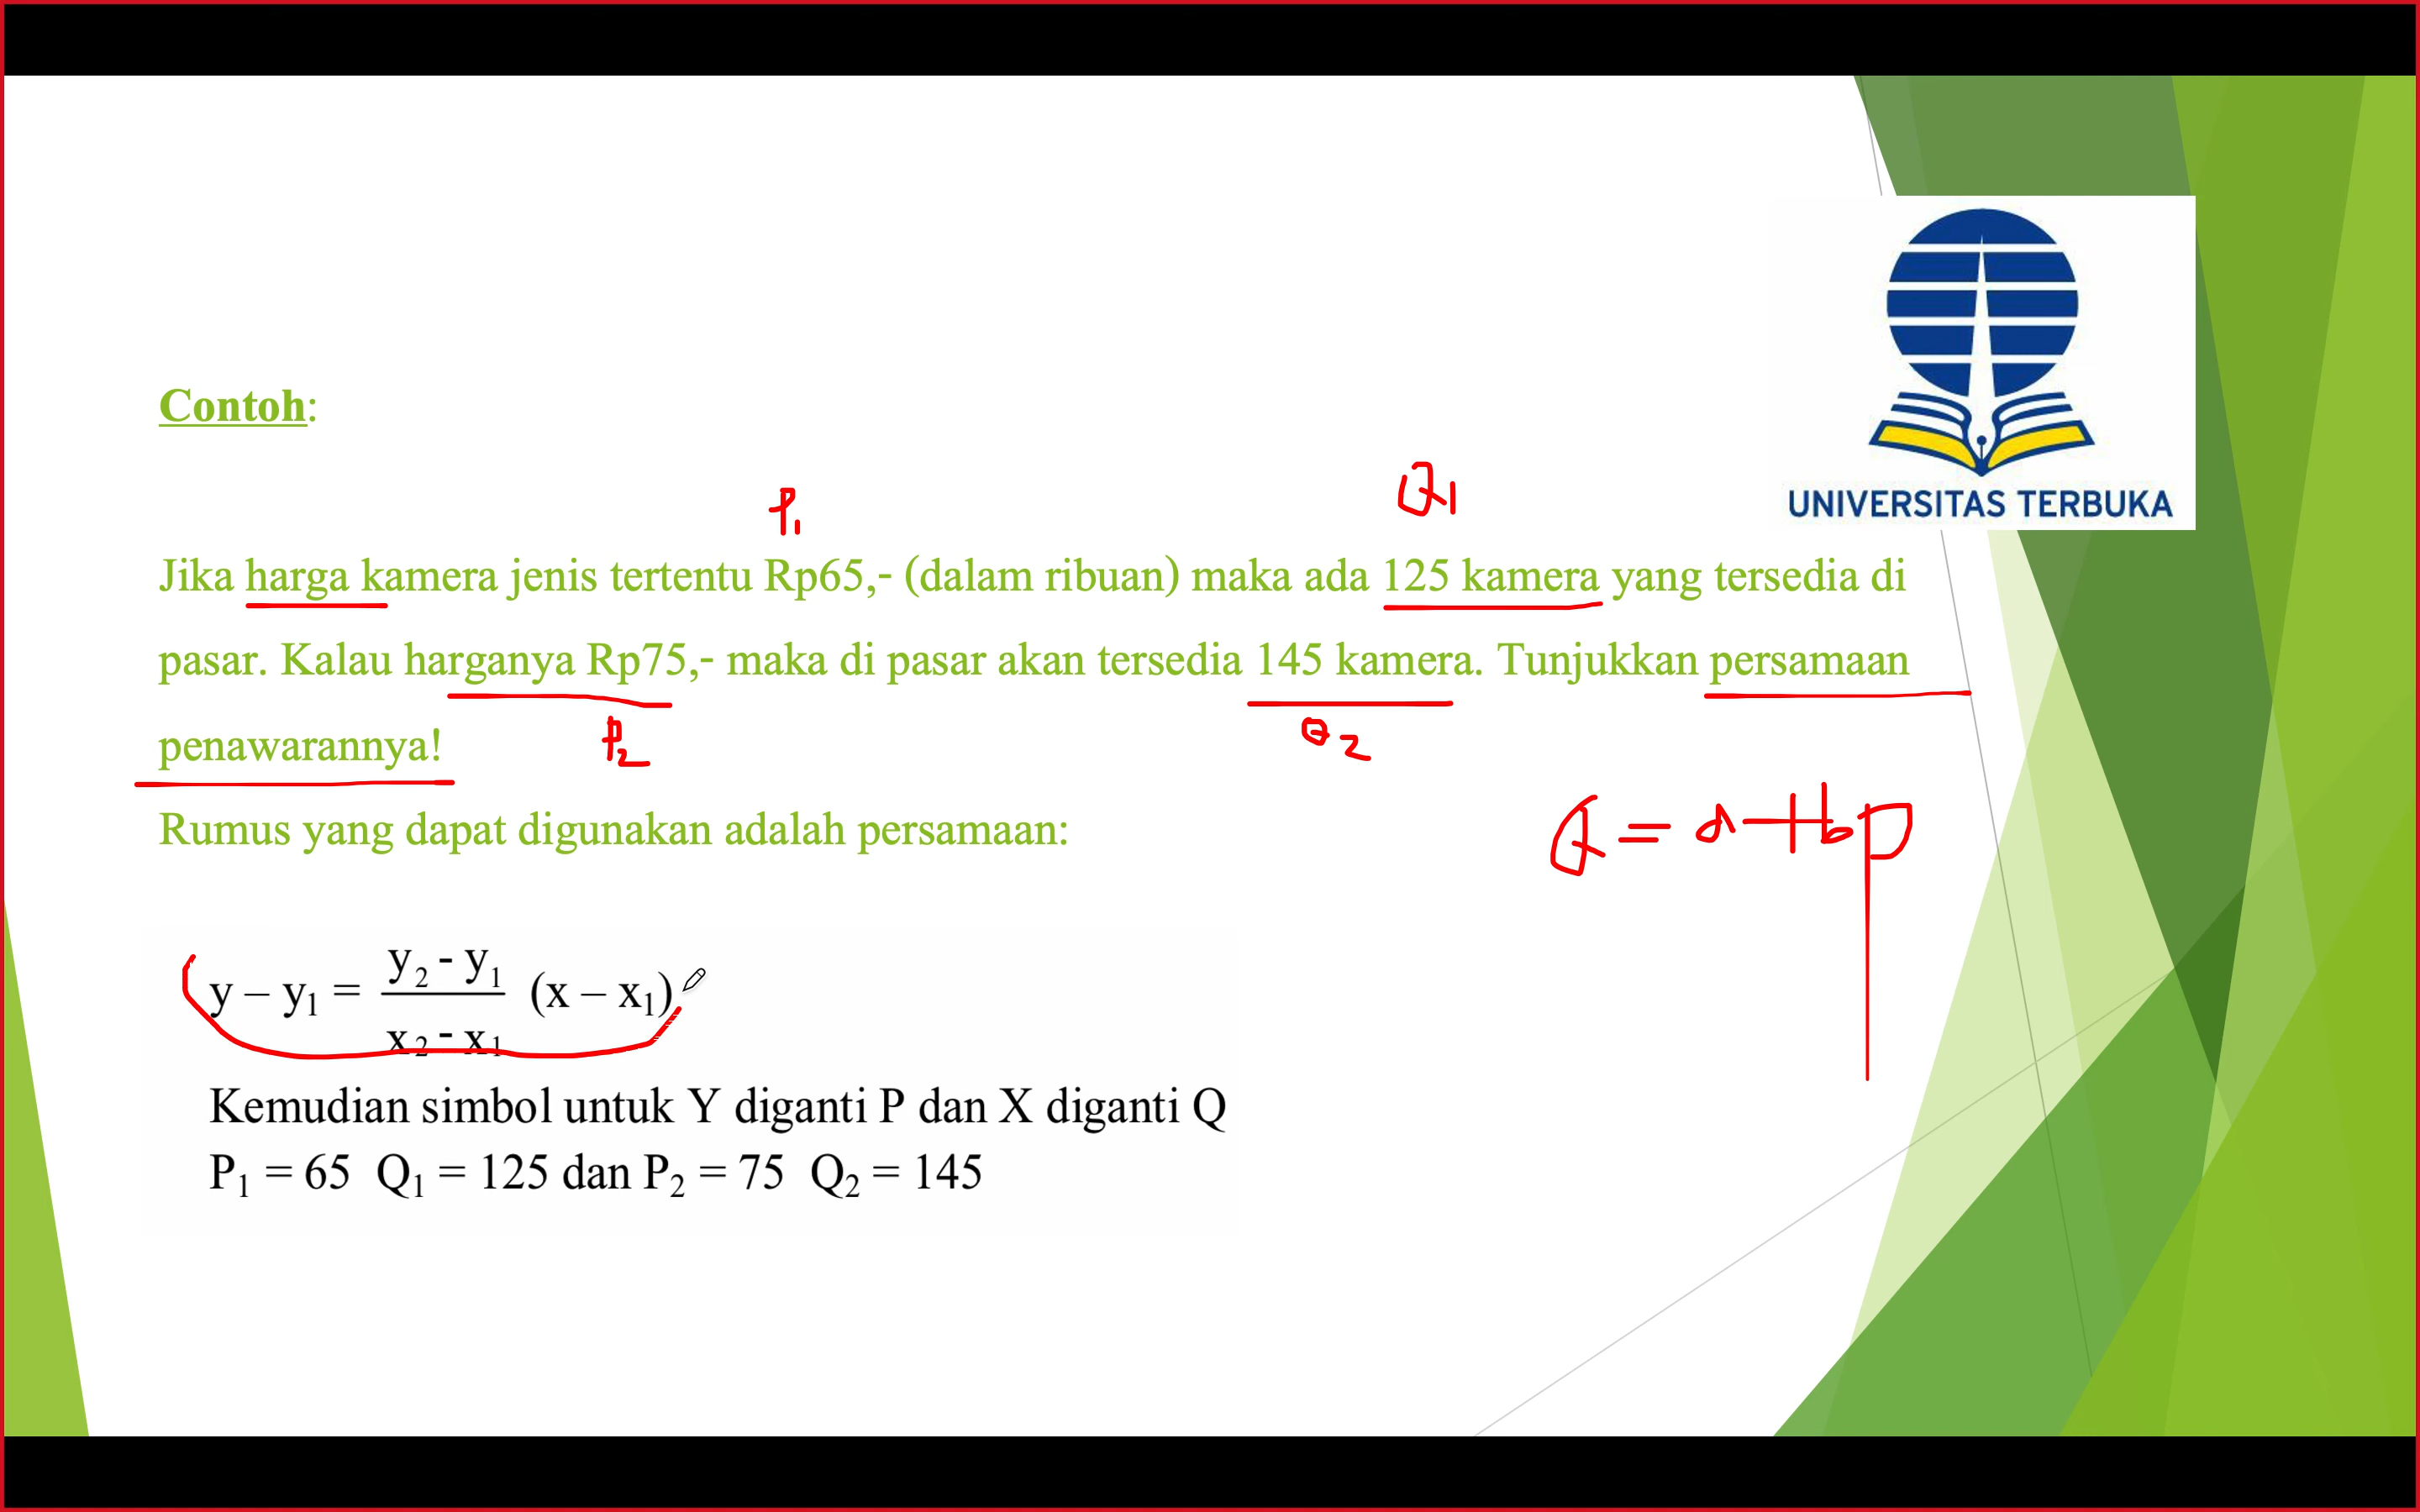 Contoh:
P1
Q1
Jika harga kamera jenis tertentu Rp65,- (dalam ribuan) maka ada 125 kamera yang tersedia di
pasar. Kalau harganya Rp75,- maka di pasar akan tersedia 145 kamera. Tunjukkan persamaan
penawarannya!
P2
Q2
Rumus yang dapat digunakan adalah persamaan:
Q = a + bp
y – y₁ = y₂ - y₁ / x₂ - x₁ (x – x₁)
Kemudian simbol untuk Y diganti P dan X diganti Q
P₁ = 65 Q₁ = 125 dan P₂ = 75 Q₂ = 145
UNIVERSITAS TERBUKA